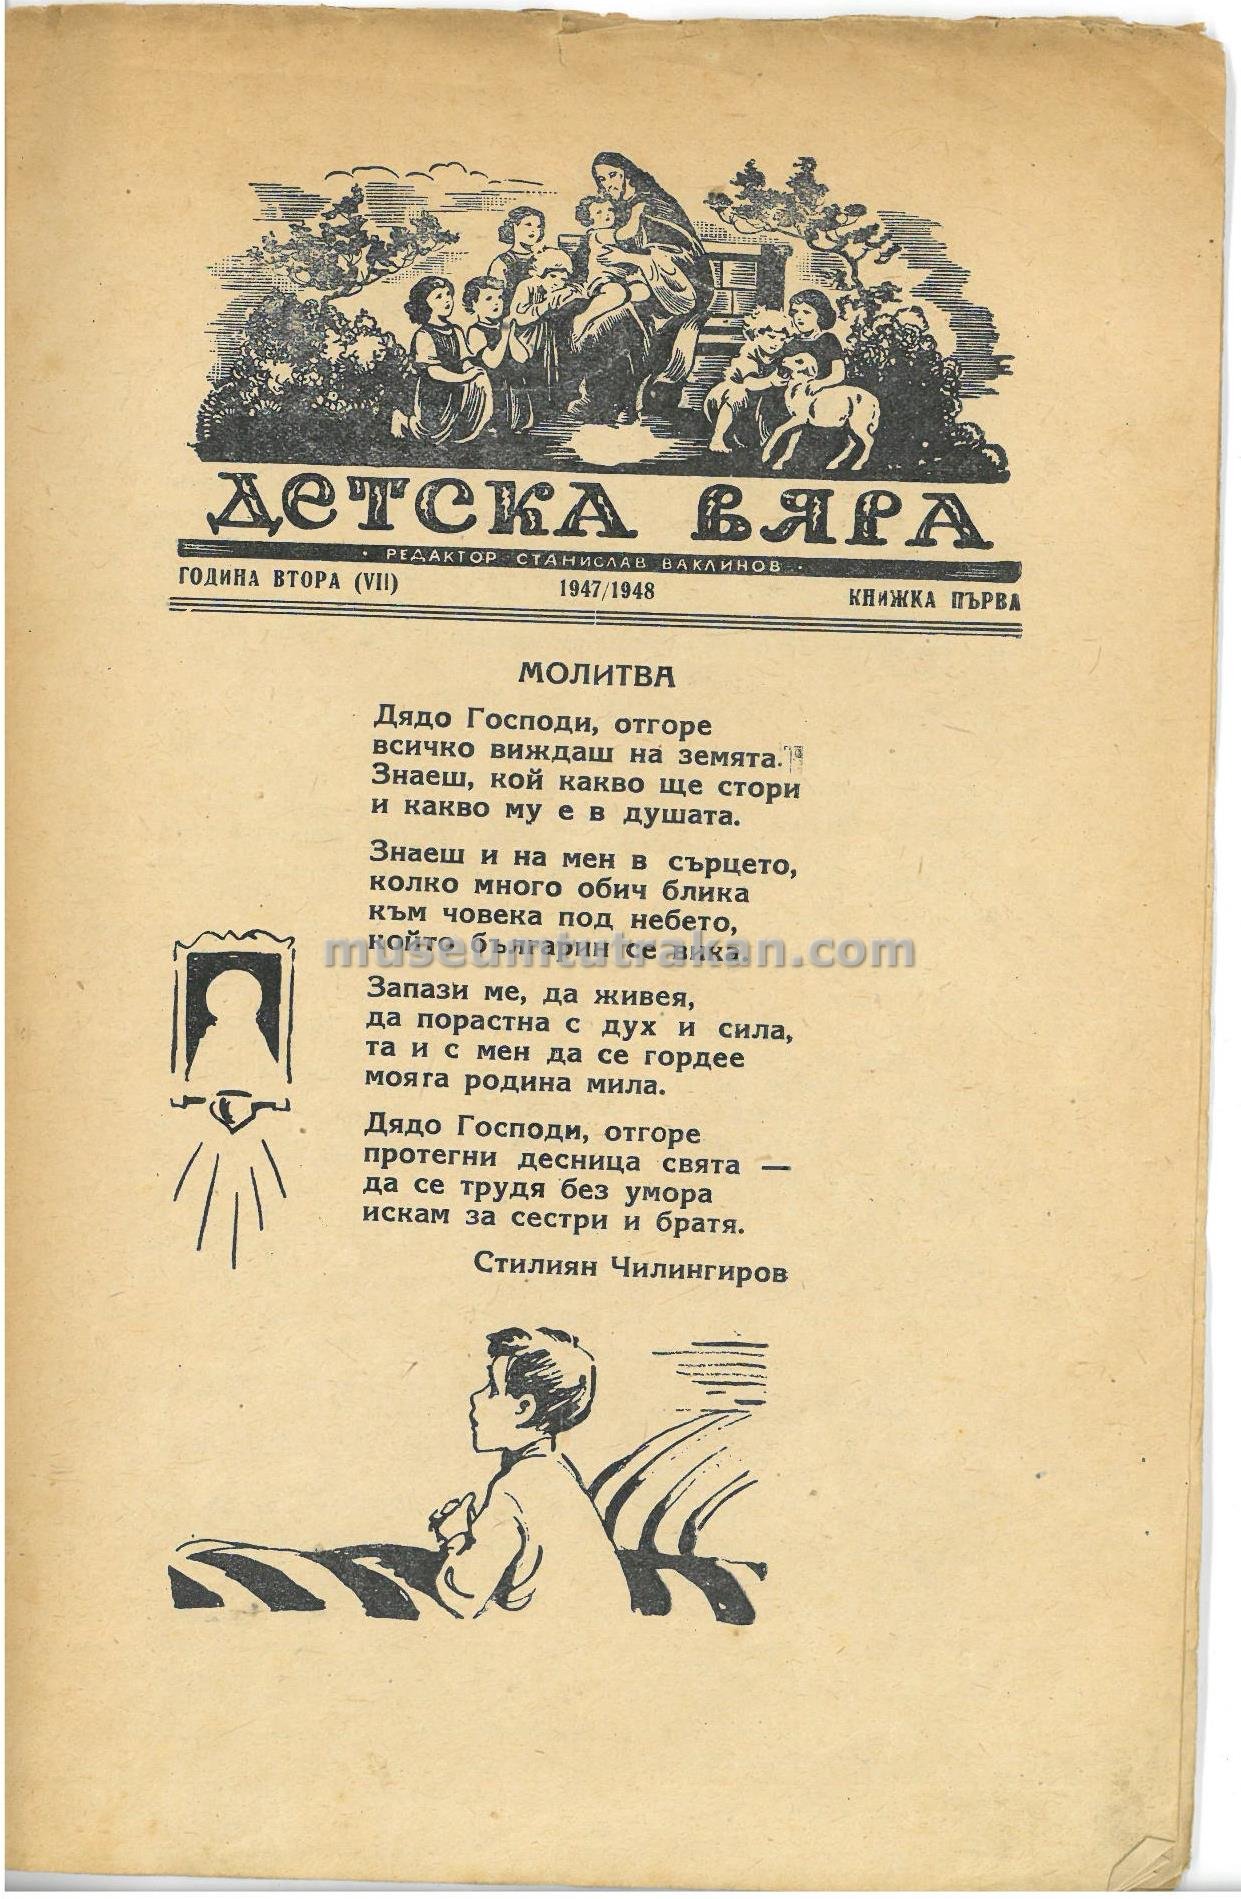 ДЕТСКА ВЯРА
· РЕДАКТОР СТАНИСЛАВ ВАКЛИНОВ ·
ГОДИНА ВТОРА (VII) 1947/1948 КНИЖКА ПЪРВА
МОЛИТВА
Дядо Господи, отгоре
всичко виждаш на земята.
Знаеш, кой какво ще стори
и какво му е в душата.
Знаеш и на мен в сърцето,
колко много обич блика
към човека под небето,
който българин се вика.
museumtutrakan.com
Запази ме, да живея,
да порастна с дух и сила,
та и с мен да се гордее
моята родина мила.
Дядо Господи, отгоре
протегни десница свята —
да се трудя без умора
искам за сестри и братя.
Стилиян Чилингиров